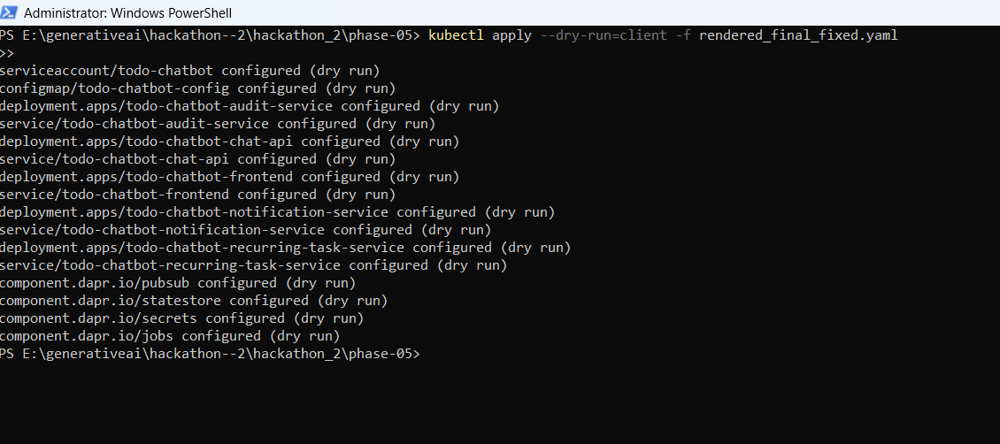 Administrator: Windows PowerShell
PS E:\generativeai\hackathon--2\hackathon_2\phase-05> kubectl apply --dry-run=client -f rendered_final_fixed.yaml
>>
serviceaccount/todo-chatbot configured (dry run)
configmap/todo-chatbot-config configured (dry run)
deployment.apps/todo-chatbot-audit-service configured (dry run)
service/todo-chatbot-audit-service configured (dry run)
deployment.apps/todo-chatbot-chat-api configured (dry run)
service/todo-chatbot-chat-api configured (dry run)
deployment.apps/todo-chatbot-frontend configured (dry run)
service/todo-chatbot-frontend configured (dry run)
deployment.apps/todo-chatbot-notification-service configured (dry run)
service/todo-chatbot-notification-service configured (dry run)
deployment.apps/todo-chatbot-recurring-task-service configured (dry run)
service/todo-chatbot-recurring-task-service configured (dry run)
component.dapr.io/pubsub configured (dry run)
component.dapr.io/statestore configured (dry run)
component.dapr.io/secrets configured (dry run)
component.dapr.io/jobs configured (dry run)
PS E:\generativeai\hackathon--2\hackathon_2\phase-05>